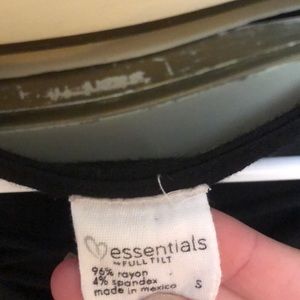 essentials
by FULL TILT
96% rayon
4% spandex
made in mexico
S